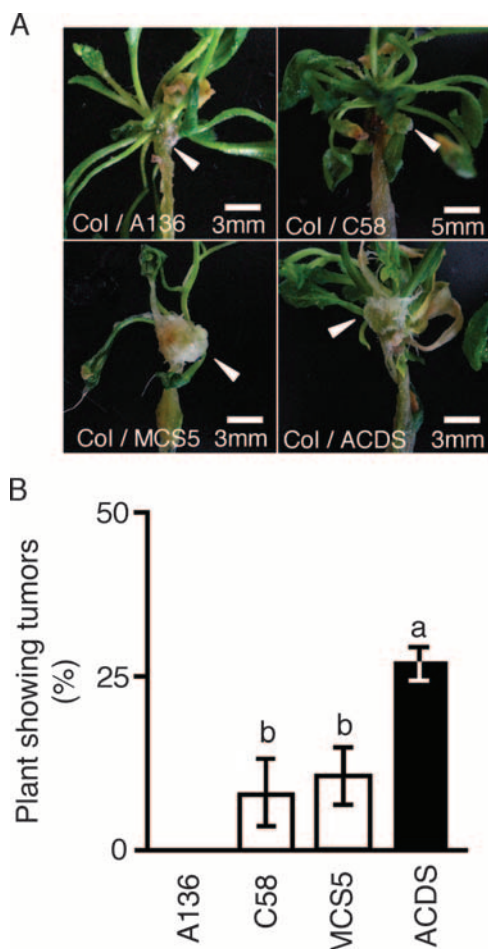 A
Col / A136
3mm
Col / C58
5mm
Col / MCS5
3mm
Col / ACDS
3mm
B
Plant showing tumors
(%)
50
25
0
b
b
a
A136
C58
MCS5
ACDS